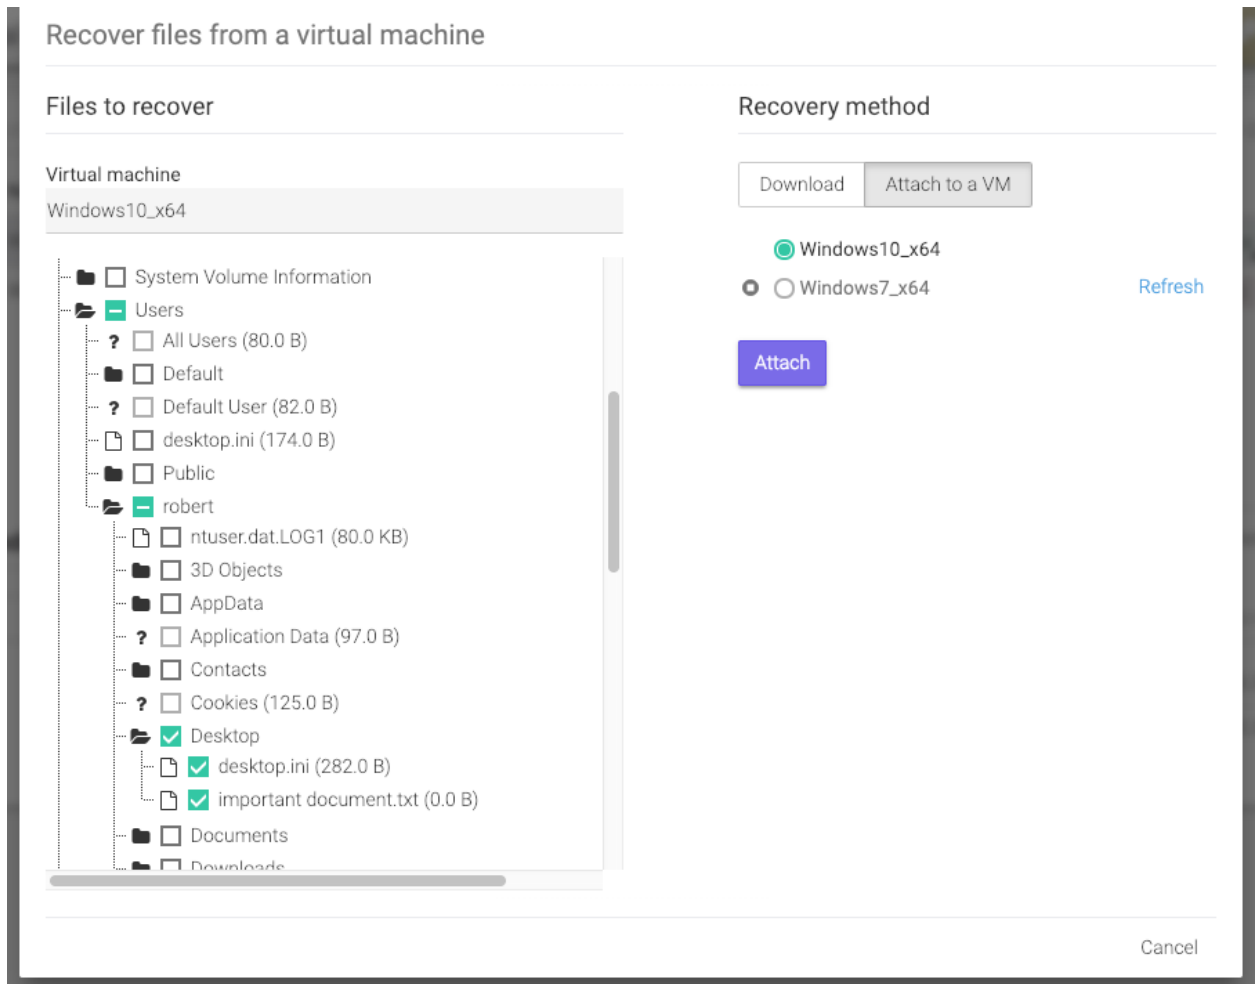 Recover files from a virtual machine
Files to recover
Virtual machine
Windows10_x64
System Volume Information
Users
? All Users (80.0 B)
Default
? Default User (82.0 B)
desktop.ini (174.0 B)
Public
robert
ntuser.dat.LOG1 (80.0 KB)
3D Objects
AppData
? Application Data (97.0 B)
Contacts
? Cookies (125.0 B)
Desktop
desktop.ini (282.0 B)
important document.txt (0.0 B)
Documents
Downloads
Recovery method
Download Attach to a VM
Windows10_x64
Windows7_x64 Refresh
Attach
Cancel